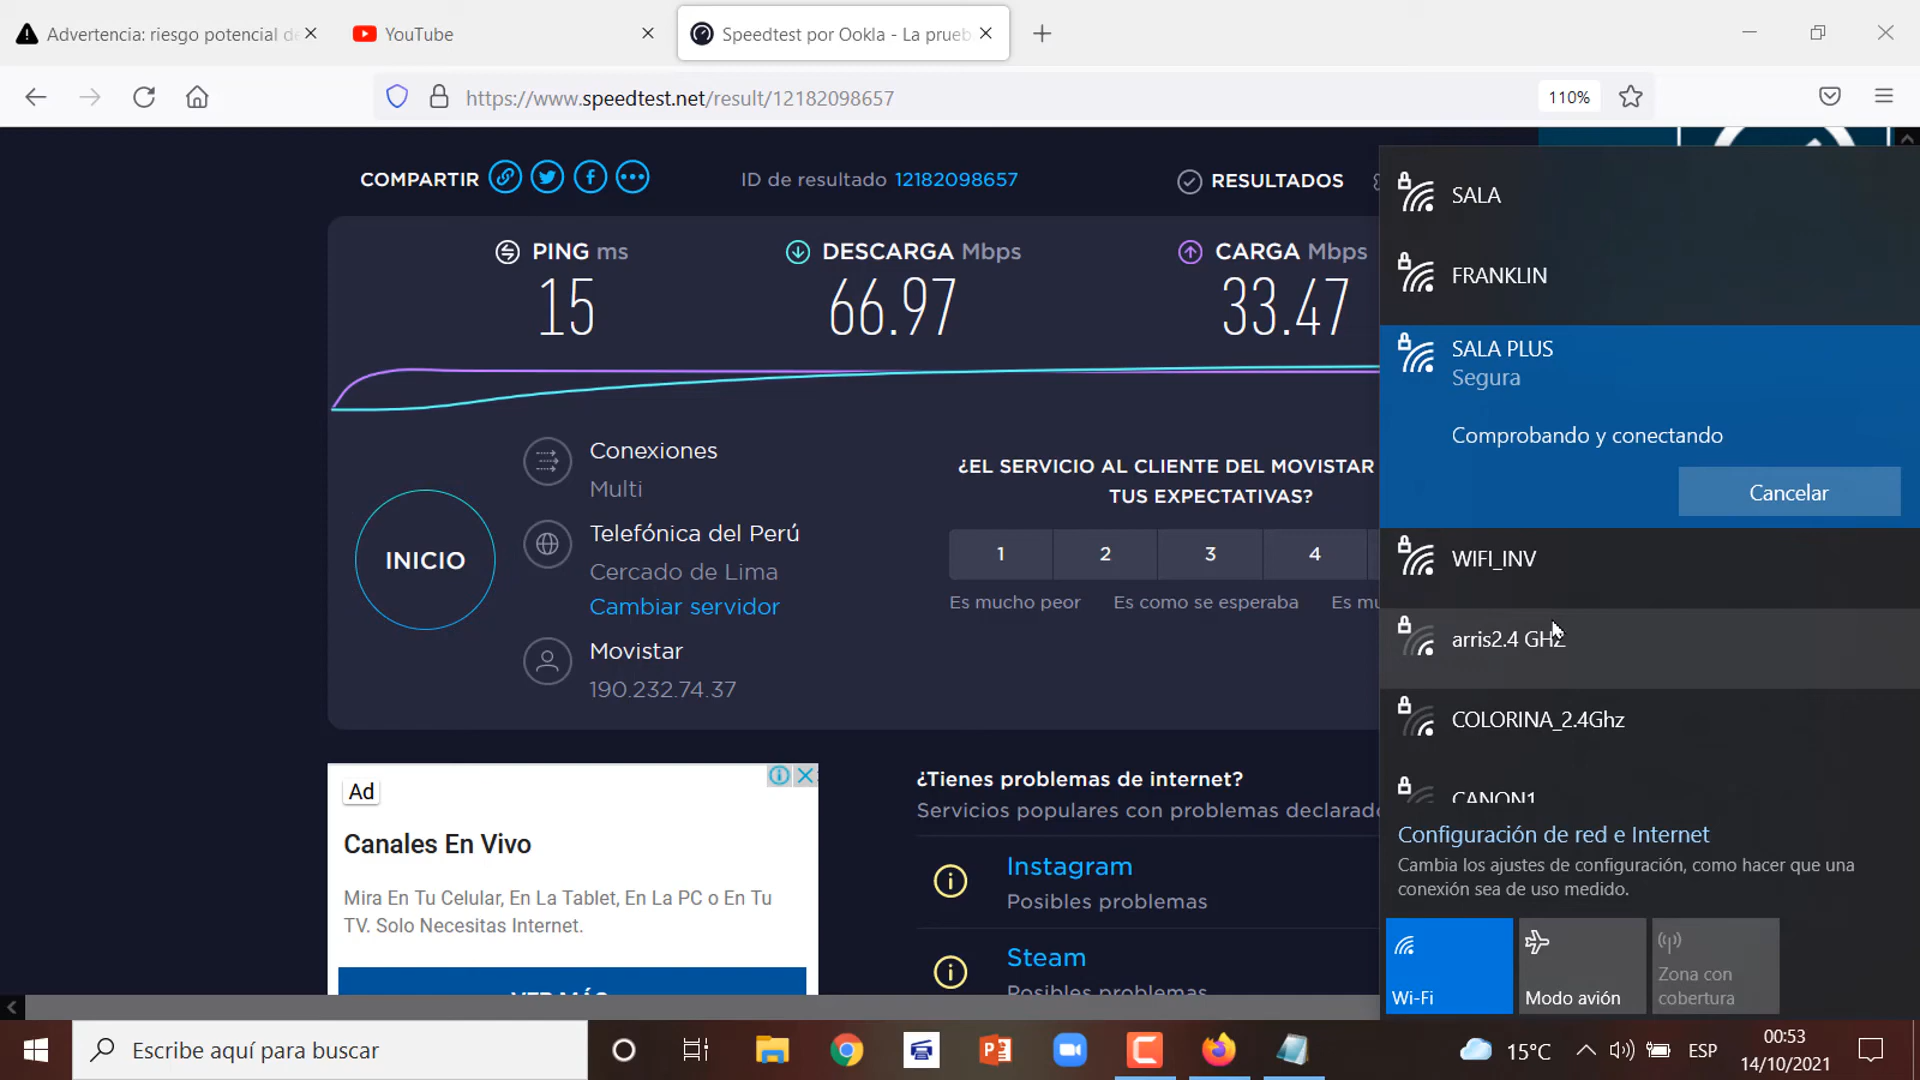 Advertencia: riesgo potencial de
YouTube
Speedtest por Ookla - La prueb
https://www.speedtest.net/result/12182098657
110%
COMPARTIR
ID de resultado 12182098657
RESULTADOS
PING ms
15
DESCARGA Mbps
66.97
CARGA Mbps
33.47
INICIO
Conexiones
Multi
Telefónica del Perú
Cercado de Lima
Cambiar servidor
Movistar
190.232.74.37
¿EL SERVICIO AL CLIENTE DEL MOVISTAR
TUS EXPECTATIVAS?
1 2 3 4
Es mucho peor Es como se esperaba Es mu
Ad
Canales En Vivo
Mira En Tu Celular, En La Tablet, En La PC o En Tu
TV. Solo Necesitas Internet.
VER MÁS
¿Tienes problemas de internet?
Servicios populares con problemas declarado
Instagram
Posibles problemas
Steam
Posibles problemas
SALA
FRANKLIN
SALA PLUS
Segura
Comprobando y conectando
Cancelar
WIFI_INV
arris2.4 GHZ
COLORINA_2.4Ghz
CANON1
Configuración de red e Internet
Cambia los ajustes de configuración, como hacer que una
conexión sea de uso medido.
Wi-Fi
Modo avión
Zona con
cobertura
Escribe aquí para buscar
15°C
ESP
00:53
14/10/2021